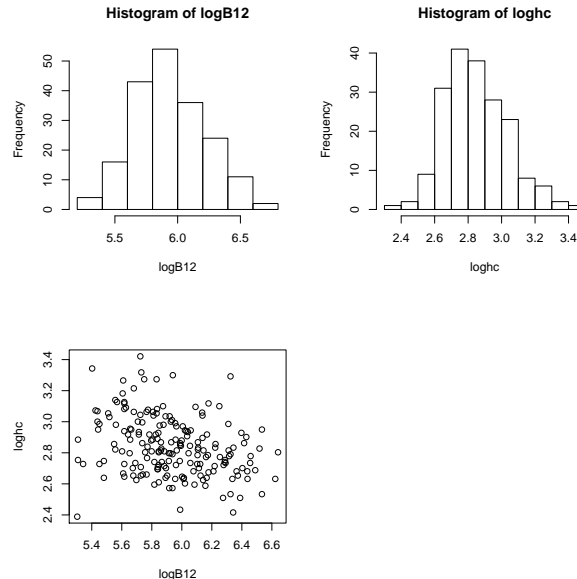 Histogram of logB12
Frequency
0 10 20 30 40 50
5.5 6.0 6.5
logB12
Histogram of loghc
Frequency
0 10 20 30 40
2.4 2.6 2.8 3.0 3.2 3.4
loghc
loghc
2.4 2.6 2.8 3.0 3.2 3.4
5.4 5.6 5.8 6.0 6.2 6.4 6.6
logB12